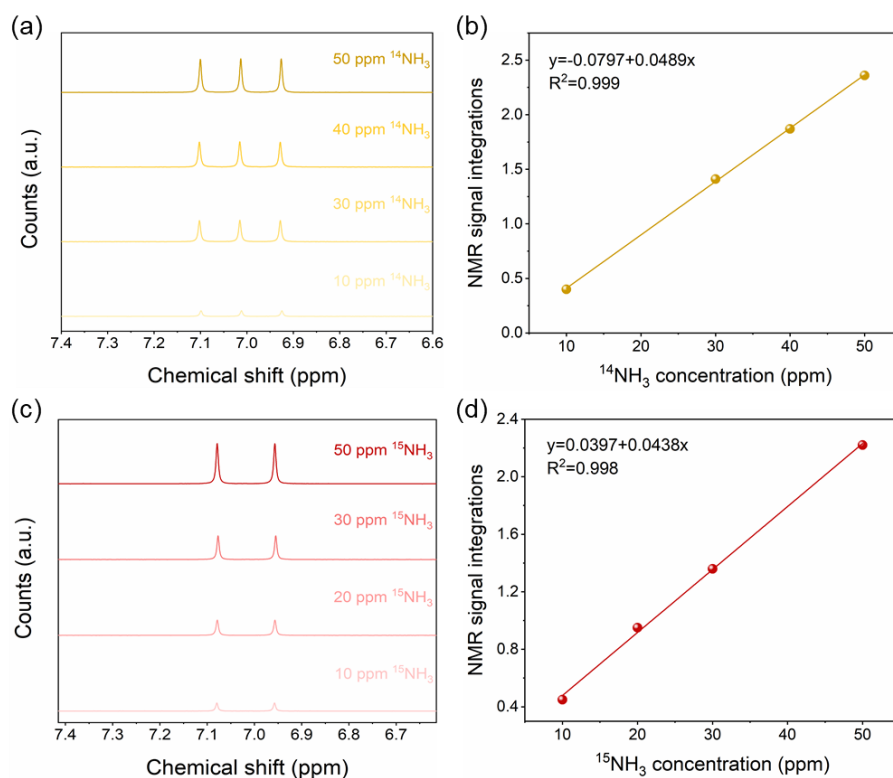 (a)
50 ppm ¹⁴NH₃
40 ppm ¹⁴NH₃
30 ppm ¹⁴NH₃
10 ppm ¹⁴NH₃
Counts (a.u.)
7.4 7.3 7.2 7.1 7.0 6.9 6.8 6.7 6.6
Chemical shift (ppm)
(b)
y=-0.0797+0.0489x
R²=0.999
NMR signal integrations
2.5
2.0
1.5
1.0
0.5
0.0
10 20 30 40 50
¹⁴NH₃ concentration (ppm)
(c)
50 ppm ¹⁵NH₃
30 ppm ¹⁵NH₃
20 ppm ¹⁵NH₃
10 ppm ¹⁵NH₃
Counts (a.u.)
7.4 7.3 7.2 7.1 7.0 6.9 6.8 6.7
Chemical shift (ppm)
(d)
y=0.0397+0.0438x
R²=0.998
NMR signal integrations
2.4
2.0
1.6
1.2
0.8
0.4
10 20 30 40 50
¹⁵NH₃ concentration (ppm)